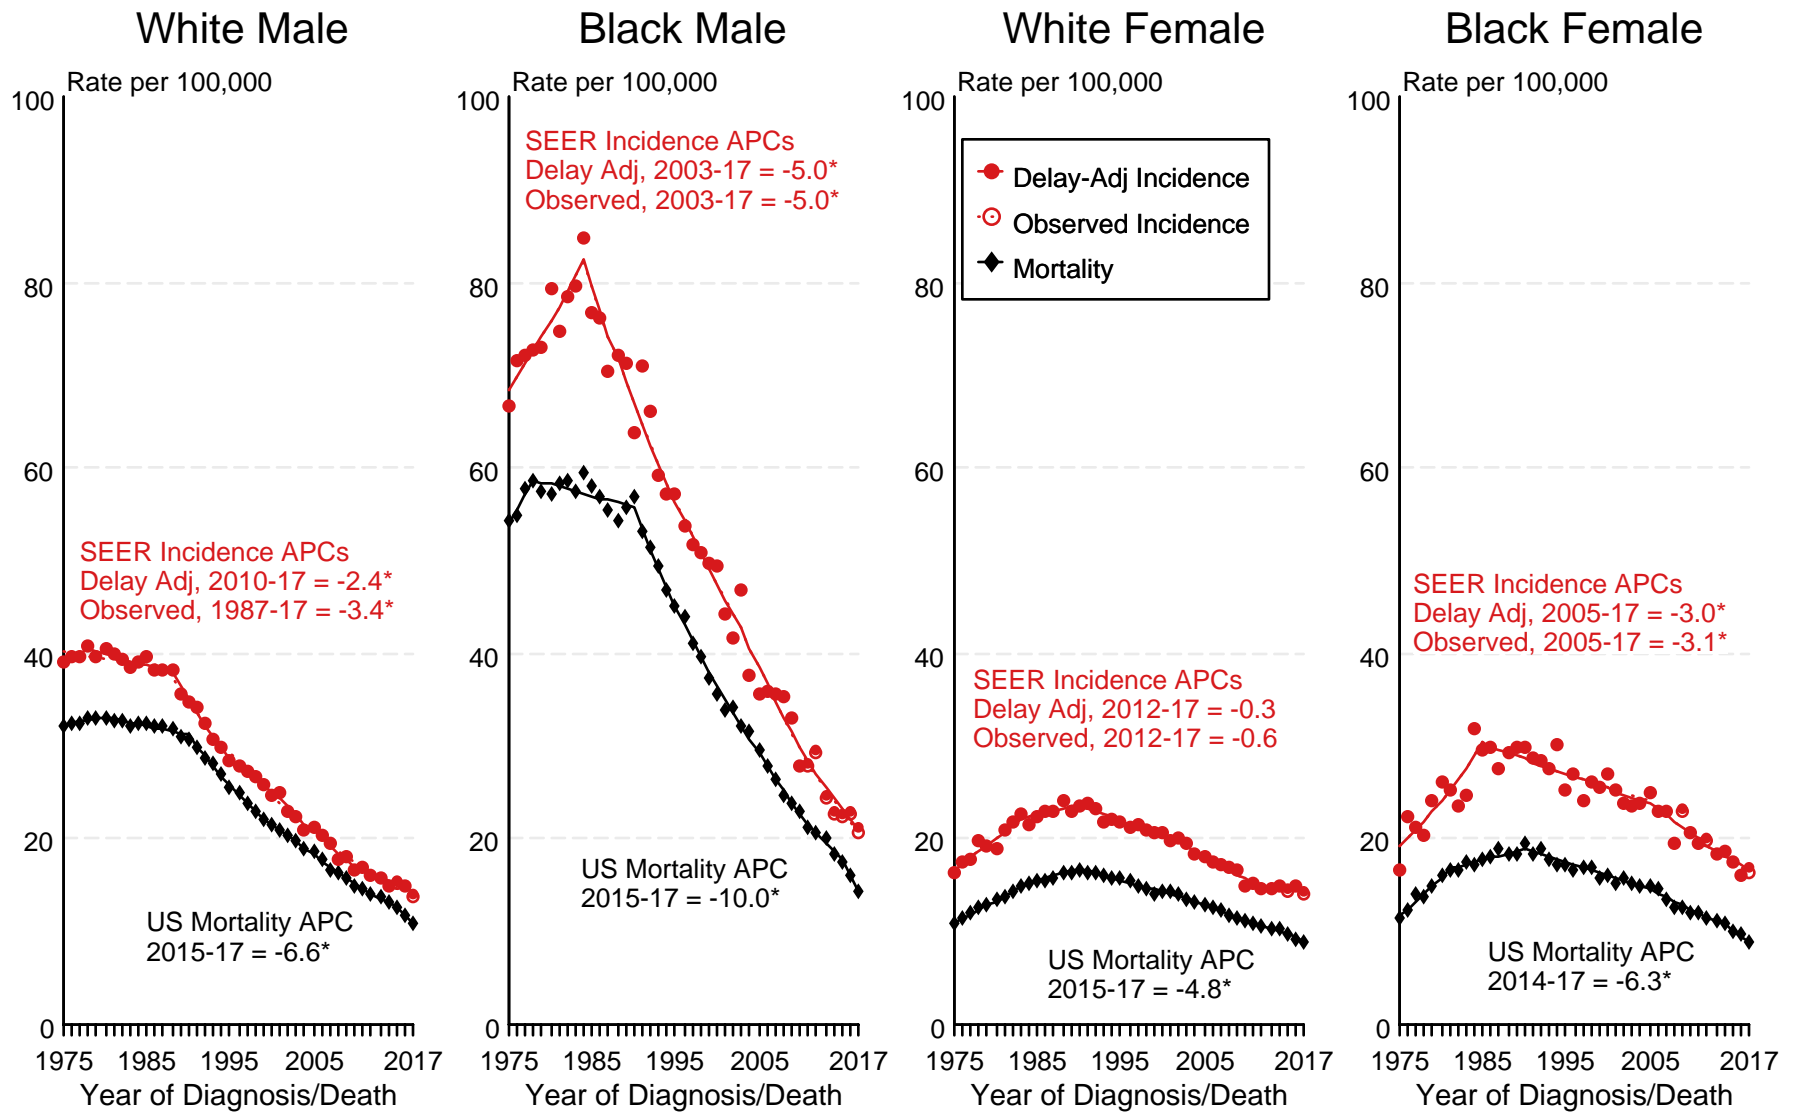 White Male
Rate per 100,000
100
80
60
40
20
0
SEER Incidence APCs
Delay Adj, 2010-17 = -2.4*
Observed, 1987-17 = -3.4*
US Mortality APC
2015-17 = -6.6*
1975 1985 1995 2005 2017
Year of Diagnosis/Death
Black Male
Rate per 100,000
100
80
60
40
20
0
SEER Incidence APCs
Delay Adj, 2003-17 = -5.0*
Observed, 2003-17 = -5.0*
US Mortality APC
2015-17 = -10.0*
1975 1985 1995 2005 2017
Year of Diagnosis/Death
White Female
Rate per 100,000
100
80
60
40
20
0
Delay-Adj Incidence
Observed Incidence
Mortality
SEER Incidence APCs
Delay Adj, 2012-17 = -0.3
Observed, 2012-17 = -0.6
US Mortality APC
2015-17 = -4.8*
1975 1985 1995 2005 2017
Year of Diagnosis/Death
Black Female
Rate per 100,000
100
80
60
40
20
0
SEER Incidence APCs
Delay Adj, 2005-17 = -3.0*
Observed, 2005-17 = -3.1*
US Mortality APC
2014-17 = -6.3*
1975 1985 1995 2005 2017
Year of Diagnosis/Death